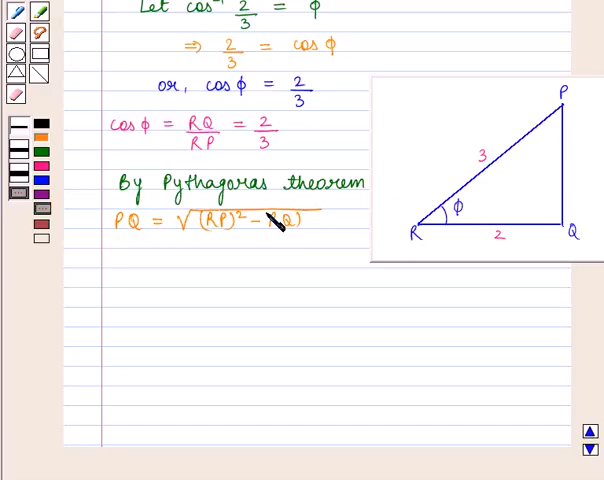 Let cos⁻¹ 2/3 = φ
⇒ 2/3 = cos φ
or, cos φ = 2/3
cos φ = RQ/RP = 2/3
By Pythagoras theorem
PQ = √((RP)² − RQ)
P
3
φ
R
2
Q